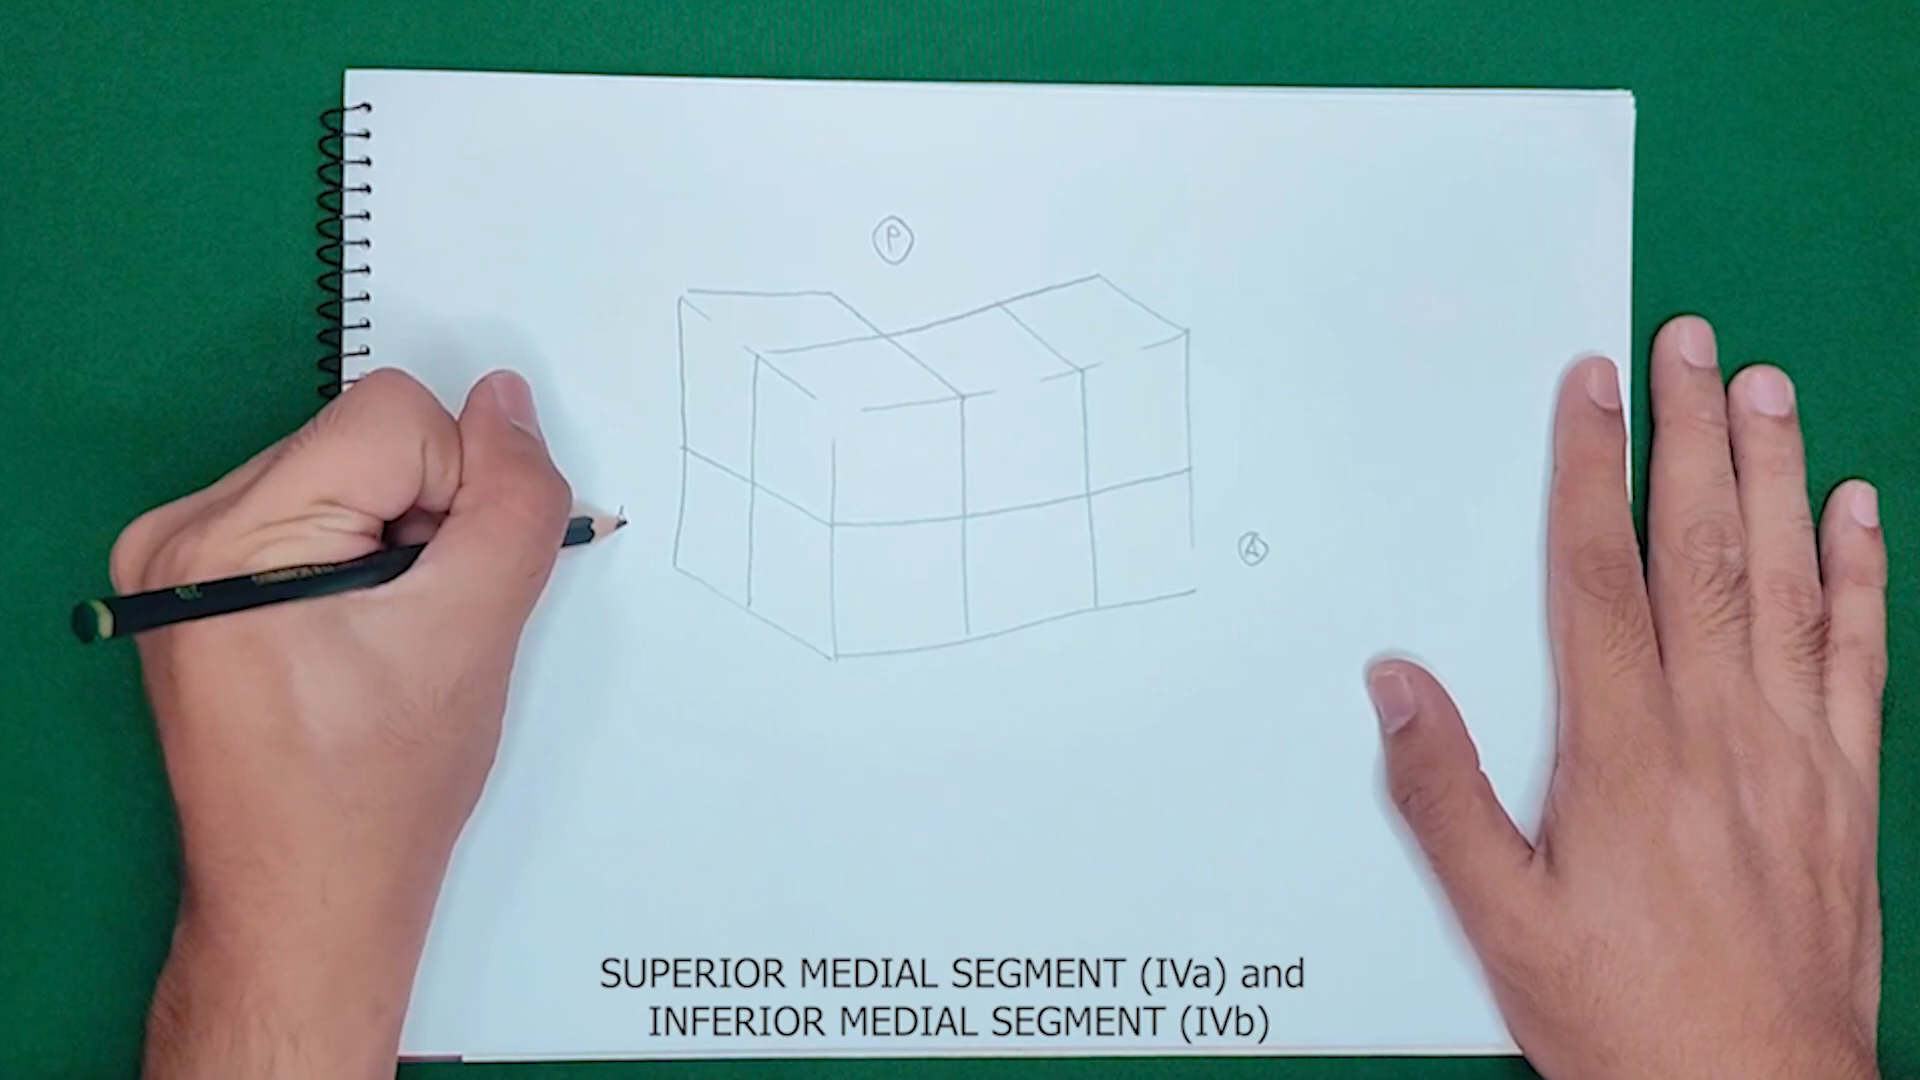 P
A
SUPERIOR MEDIAL SEGMENT (IVa) and
INFERIOR MEDIAL SEGMENT (IVb)